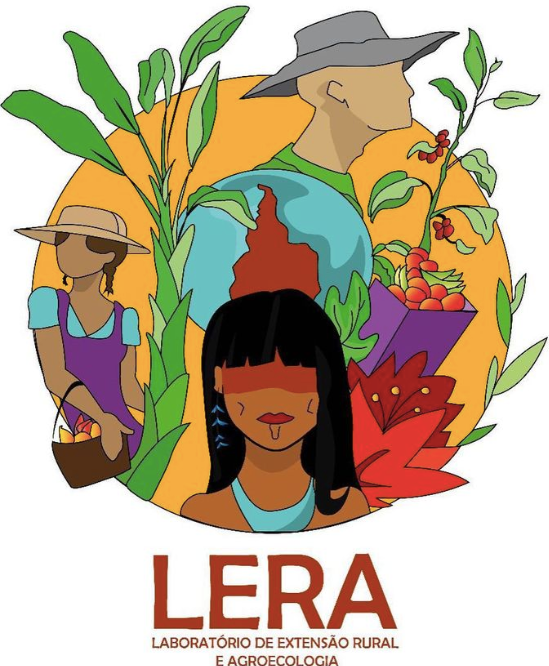 LERA
LABORATÓRIO DE EXTENSÃO RURAL
E AGROECOLOGIA